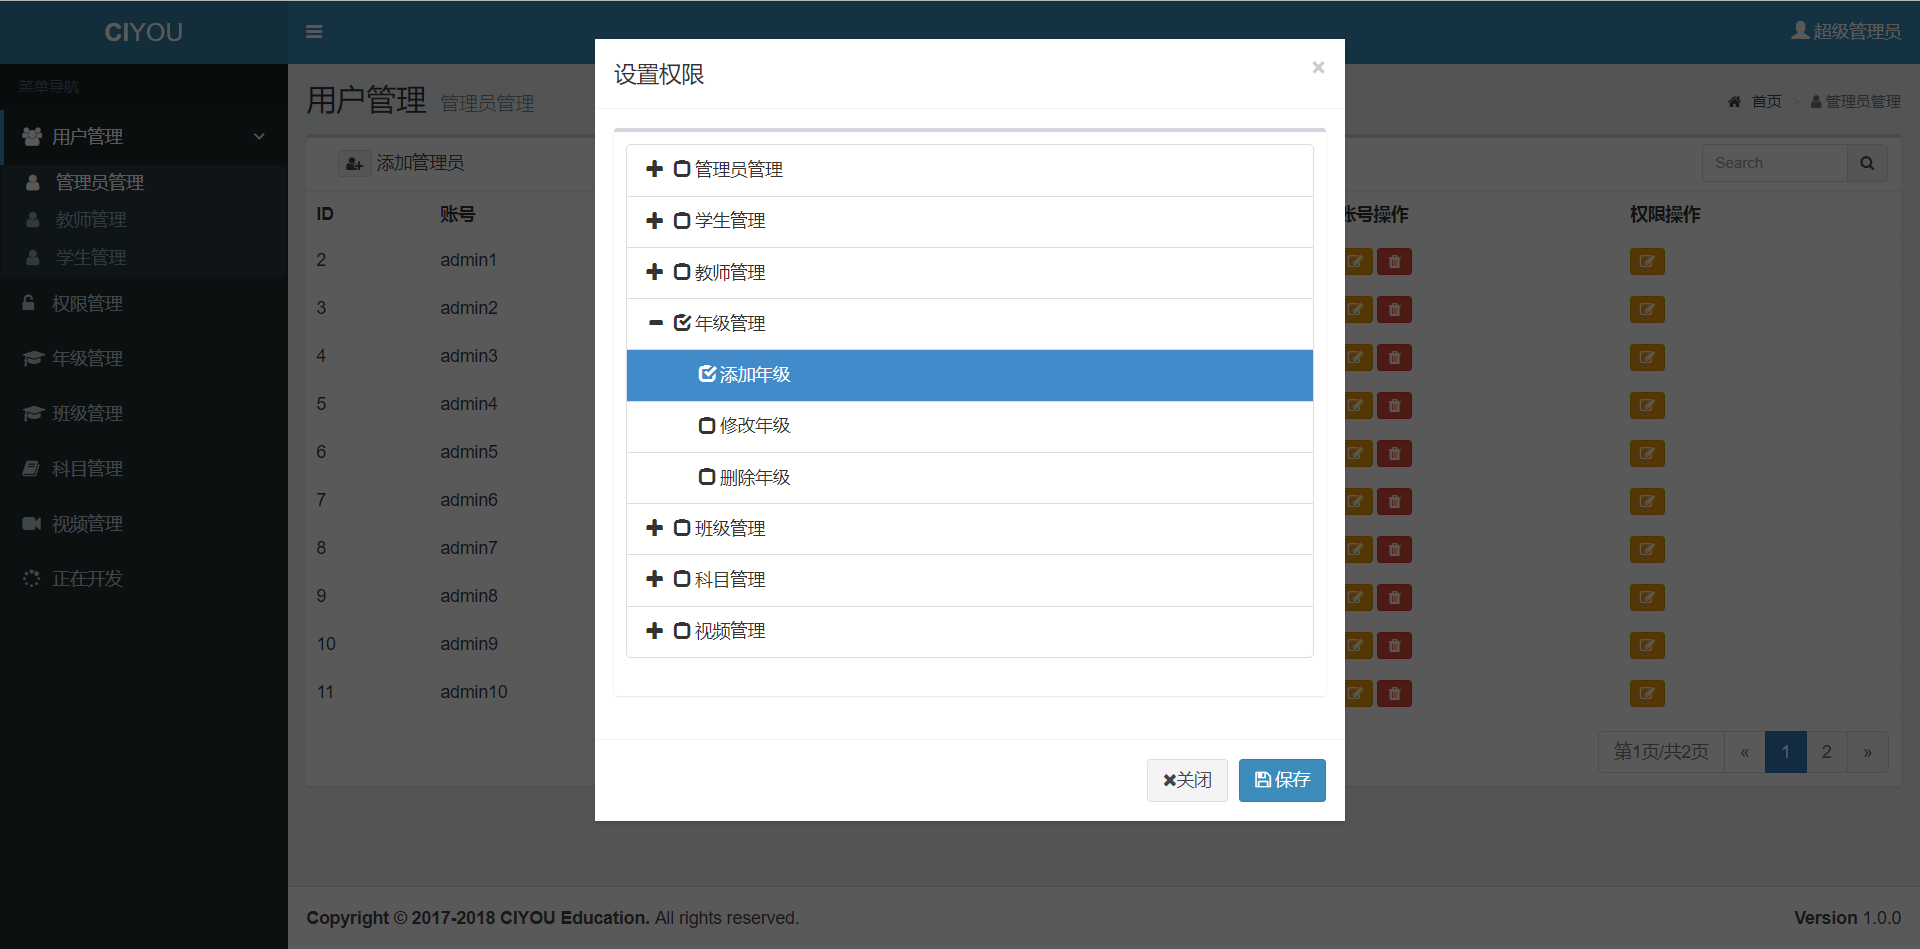 CIYOU
超级管理员
菜单导航
用户管理
管理员管理
教师管理
学生管理
权限管理
年级管理
班级管理
科目管理
视频管理
正在开发
用户管理 管理员管理
首页 > 管理员管理
添加管理员
Search
ID 账号 账号操作 权限操作
2 admin1
3 admin2
4 admin3
5 admin4
6 admin5
7 admin6
8 admin7
9 admin8
10 admin9
11 admin10
第1页/共2页 « 1 2 »
设置权限 ×
管理员管理
学生管理
教师管理
年级管理
添加年级
修改年级
删除年级
班级管理
科目管理
视频管理
关闭 保存
Copyright © 2017-2018 CIYOU Education. All rights reserved.
Version 1.0.0